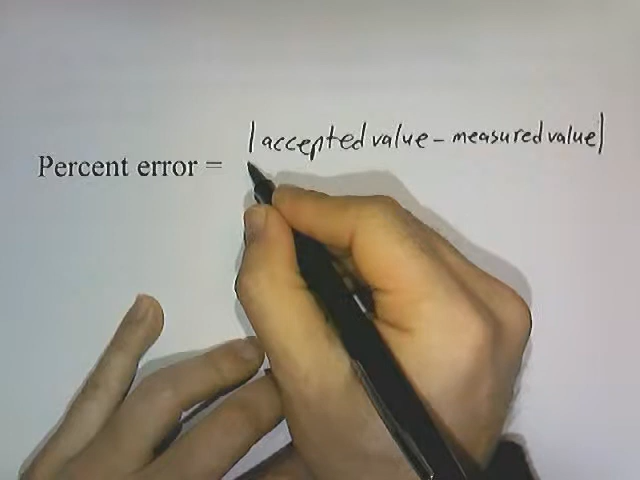 |accepted value – measured value|
Percent error =